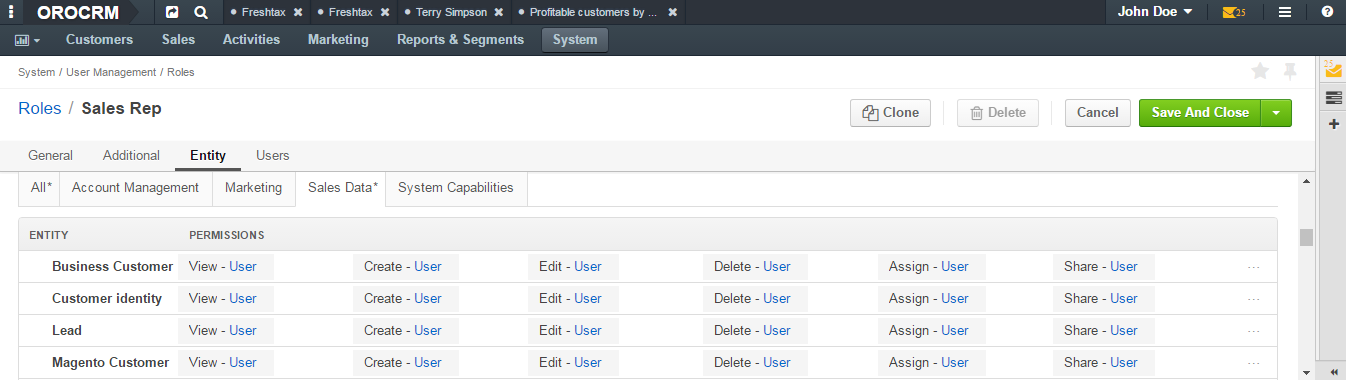 OROCRM Freshtax Freshtax Terry Simpson Profitable customers by ... John Doe 25
Customers Sales Activities Marketing Reports & Segments System
System / User Management / Roles
25
Roles / Sales Rep Clone Delete Cancel Save And Close
General Additional Entity Users
All* Account Management Marketing Sales Data* System Capabilities
ENTITY PERMISSIONS
Business Customer View - User Create - User Edit - User Delete - User Assign - User Share - User ...
Customer identity View - User Create - User Edit - User Delete - User Assign - User Share - User ...
Lead View - User Create - User Edit - User Delete - User Assign - User Share - User ...
Magento Customer View - User Create - User Edit - User Delete - User Assign - User Share - User ...